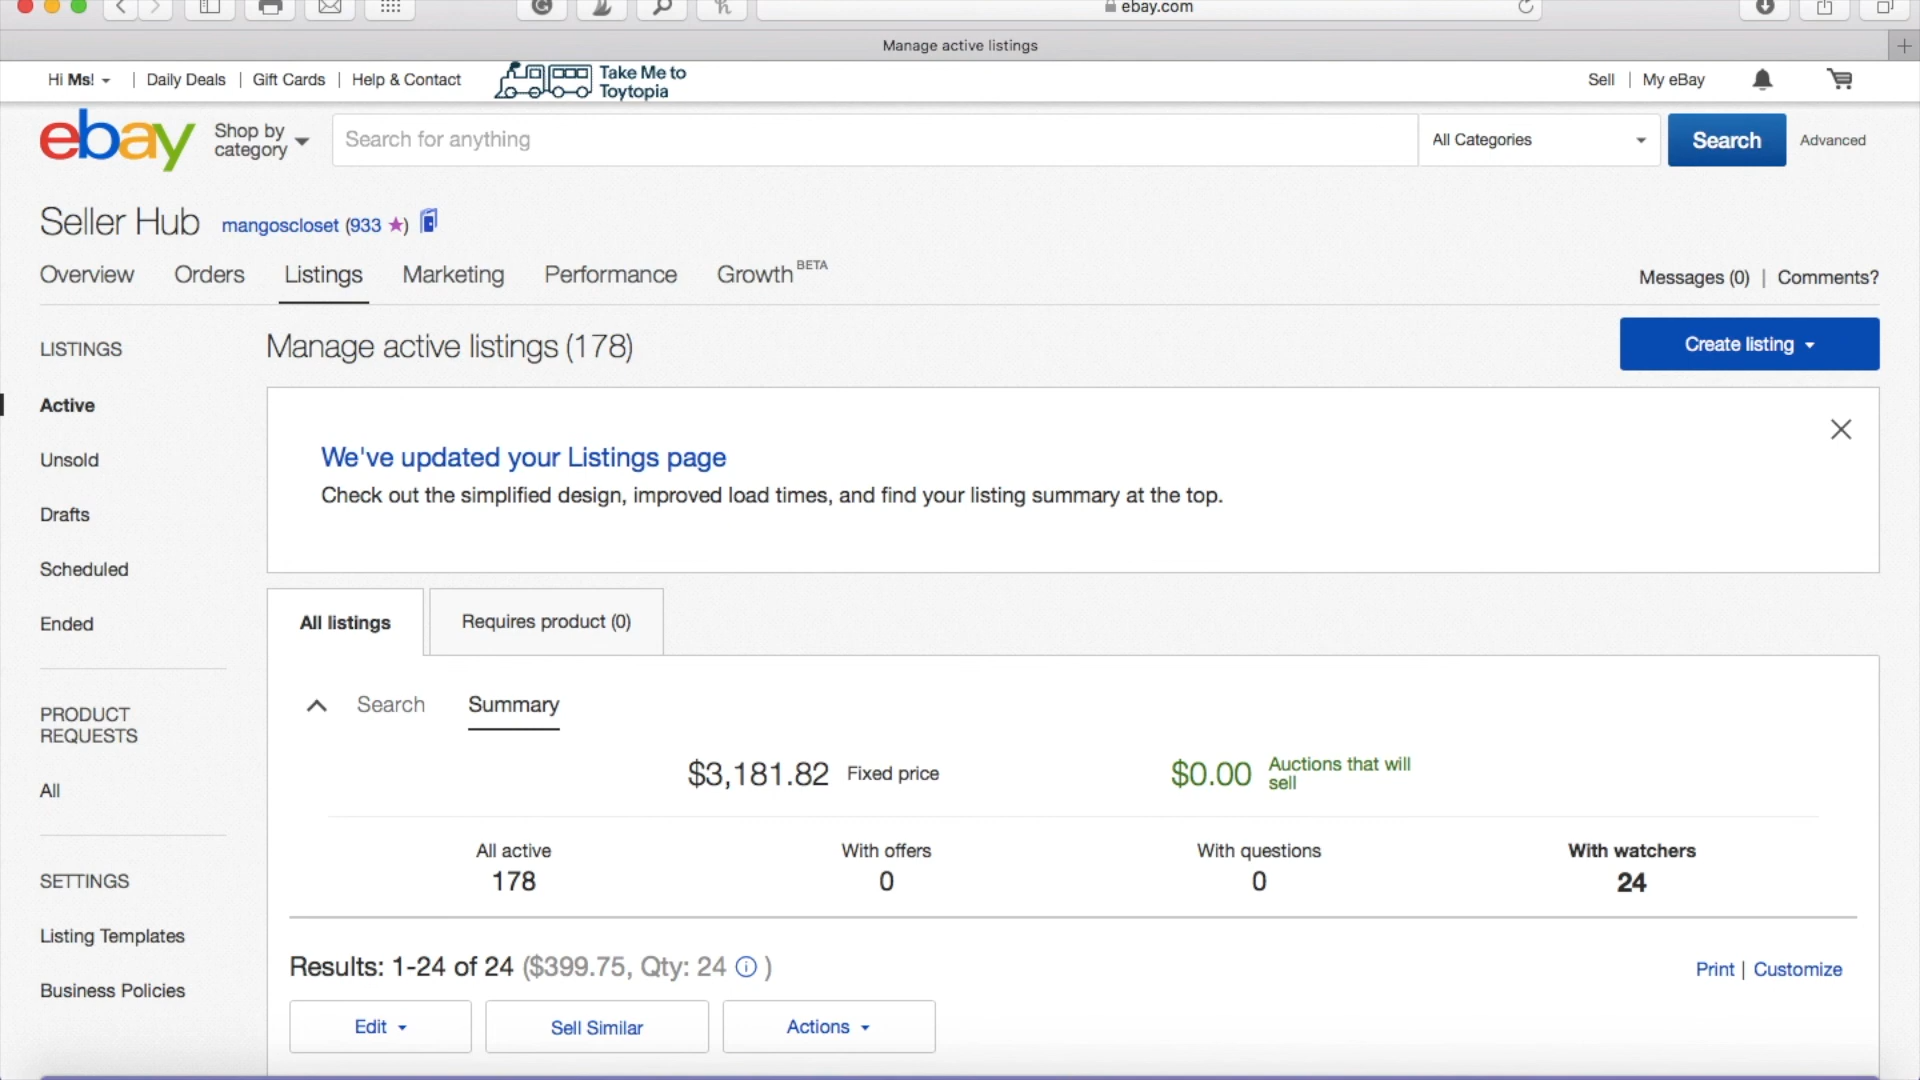 ebay.com
Manage active listings
Hi Ms! | Daily Deals | Gift Cards | Help & Contact
Take Me to
Toytopia
Sell | My eBay
ebay
Shop by
category
Search for anything
All Categories
Search
Advanced
Seller Hub mangoscloset (933 ★)
Overview Orders Listings Marketing Performance Growth BETA
Messages (0) | Comments?
LISTINGS
Active
Unsold
Drafts
Scheduled
Ended
PRODUCT
REQUESTS
All
SETTINGS
Listing Templates
Business Policies
Manage active listings (178)
Create listing
We've updated your Listings page
Check out the simplified design, improved load times, and find your listing summary at the top.
All listings
Requires product (0)
Search Summary
$3,181.82 Fixed price
$0.00 Auctions that will
sell
All active
178
With offers
0
With questions
0
With watchers
24
Results: 1-24 of 24 ($399.75, Qty: 24 )
Print | Customize
Edit
Sell Similar
Actions